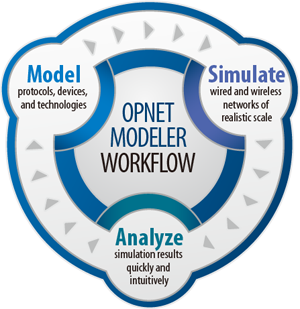 Model
protocols, devices,
and technologies
Simulate
wired and wireless
networks of
realistic scale
OPNET
MODELER
WORKFLOW
Analyze
simulation results
quickly and
intuitively